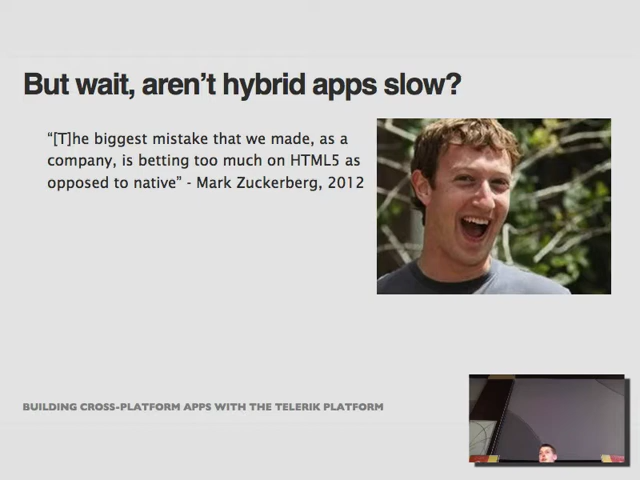 But wait, aren’t hybrid apps slow?
“[T]he biggest mistake that we made, as a
company, is betting too much on HTML5 as
opposed to native” - Mark Zuckerberg, 2012
BUILDING CROSS-PLATFORM APPS WITH THE TELERIK PLATFORM